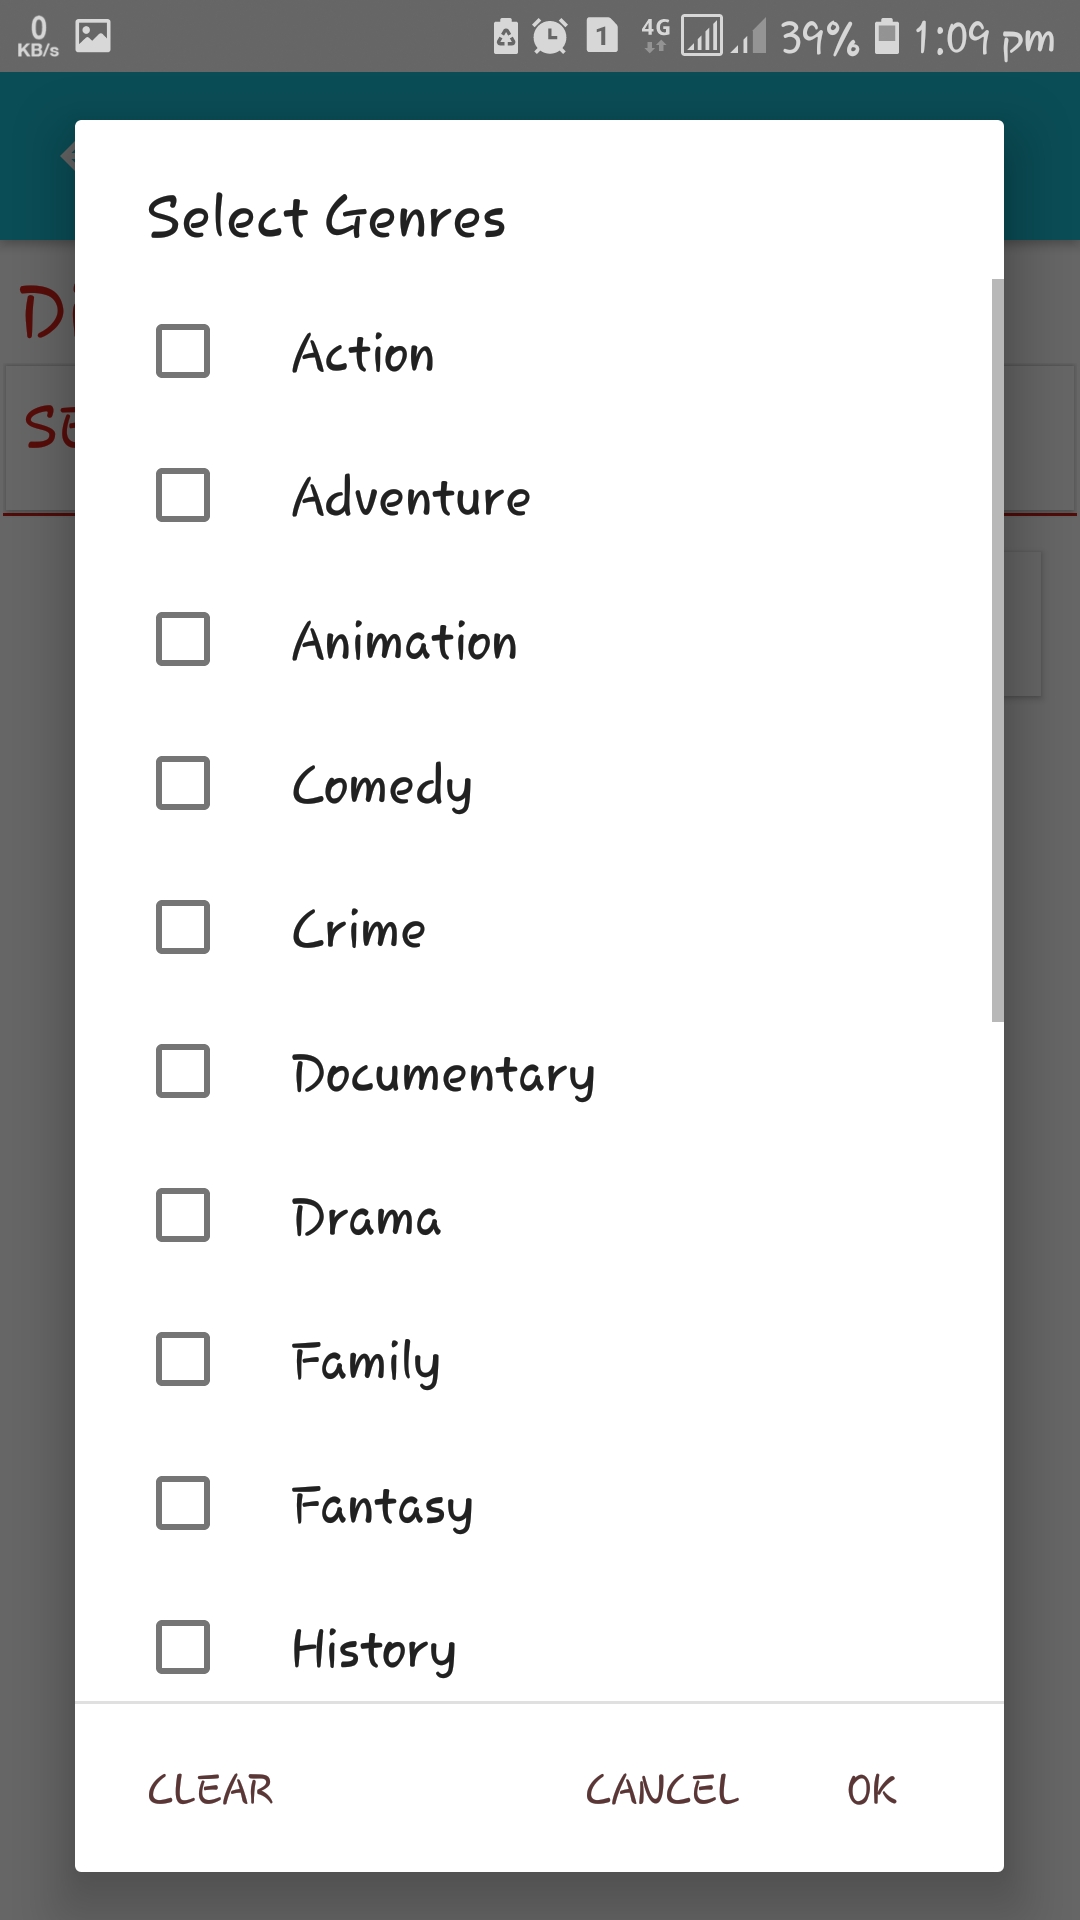 0
KB/s
1 4G 39% 1:09 pm
Select Genres
Action
Adventure
Animation
Comedy
Crime
Documentary
Drama
Family
Fantasy
History
CLEAR CANCEL OK